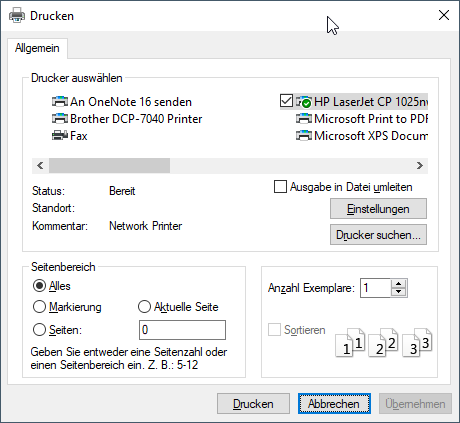 Drucken
Allgemein
Drucker auswählen
An OneNote 16 senden
HP LaserJet CP 1025nw
Brother DCP-7040 Printer
Microsoft Print to PDF
Fax
Microsoft XPS Docum
Status: Bereit
Ausgabe in Datei umleiten
Standort:
Einstellungen
Kommentar: Network Printer
Drucker suchen...
Seitenbereich
Alles
Anzahl Exemplare: 1
Markierung
Aktuelle Seite
Seiten: 0
Sortieren
1 1 2 2 3 3
Geben Sie entweder eine Seitenzahl oder
einen Seitenbereich ein. Z. B.: 5-12
Drucken
Abbrechen
Übernehmen